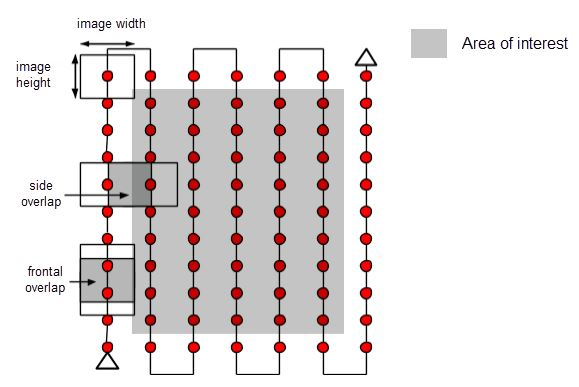 image width
Area of interest
image
height
side
overlap
frontal
overlap